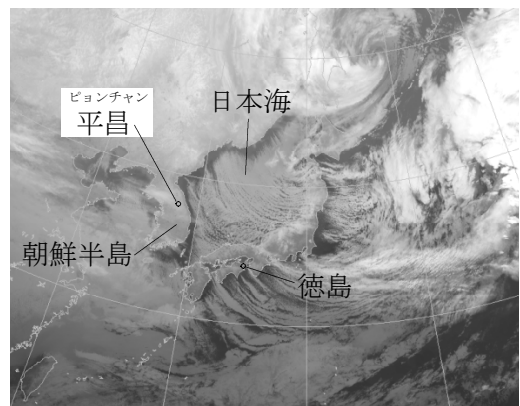 日本海
ピョンチャン
平昌
朝鮮半島
徳島